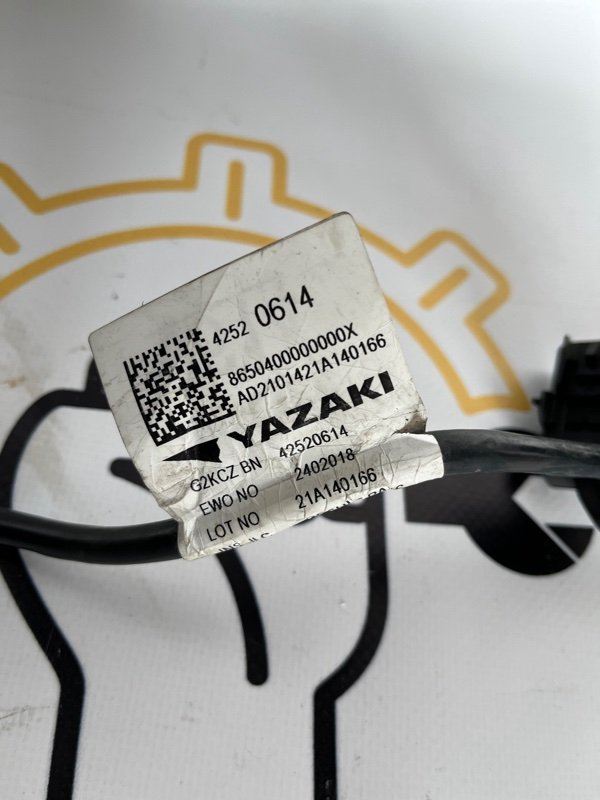 4252 0614
8650400000000X
AD2101421A140166
YAZAKI
G2KCZ BN 42520614
EWO NO 2402018
LOT NO 21A140166